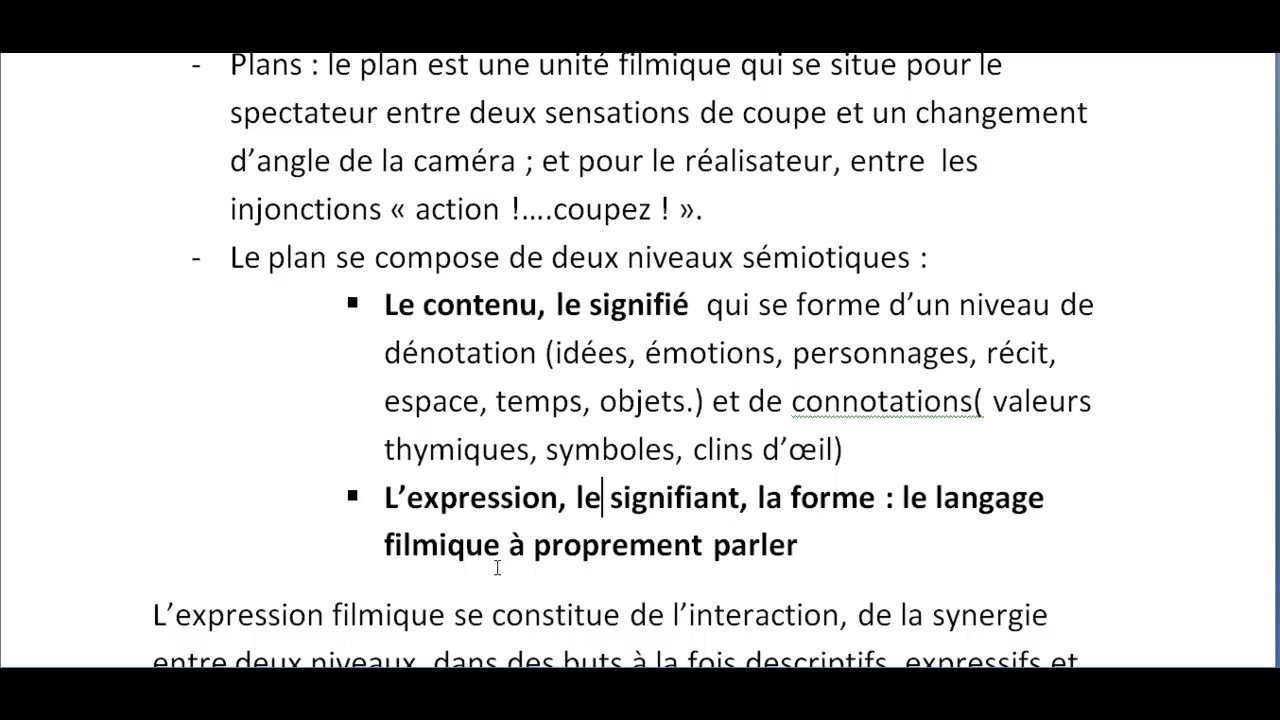 - Plans : le plan est une unité filmique qui se situe pour le
spectateur entre deux sensations de coupe et un changement
d’angle de la caméra ; et pour le réalisateur, entre  les
injonctions « action !....coupez ! ».
- Le plan se compose de deux niveaux sémiotiques :
▪ Le contenu, le signifié  qui se forme d’un niveau de
dénotation (idées, émotions, personnages, récit,
espace, temps, objets.) et de connotations( valeurs
thymiques, symboles, clins d’œil)
▪ L’expression, le signifiant, la forme : le langage
filmique à proprement parler
L’expression filmique se constitue de l’interaction, de la synergie
entre deux niveaux, dans des buts à la fois descriptifs, expressifs et